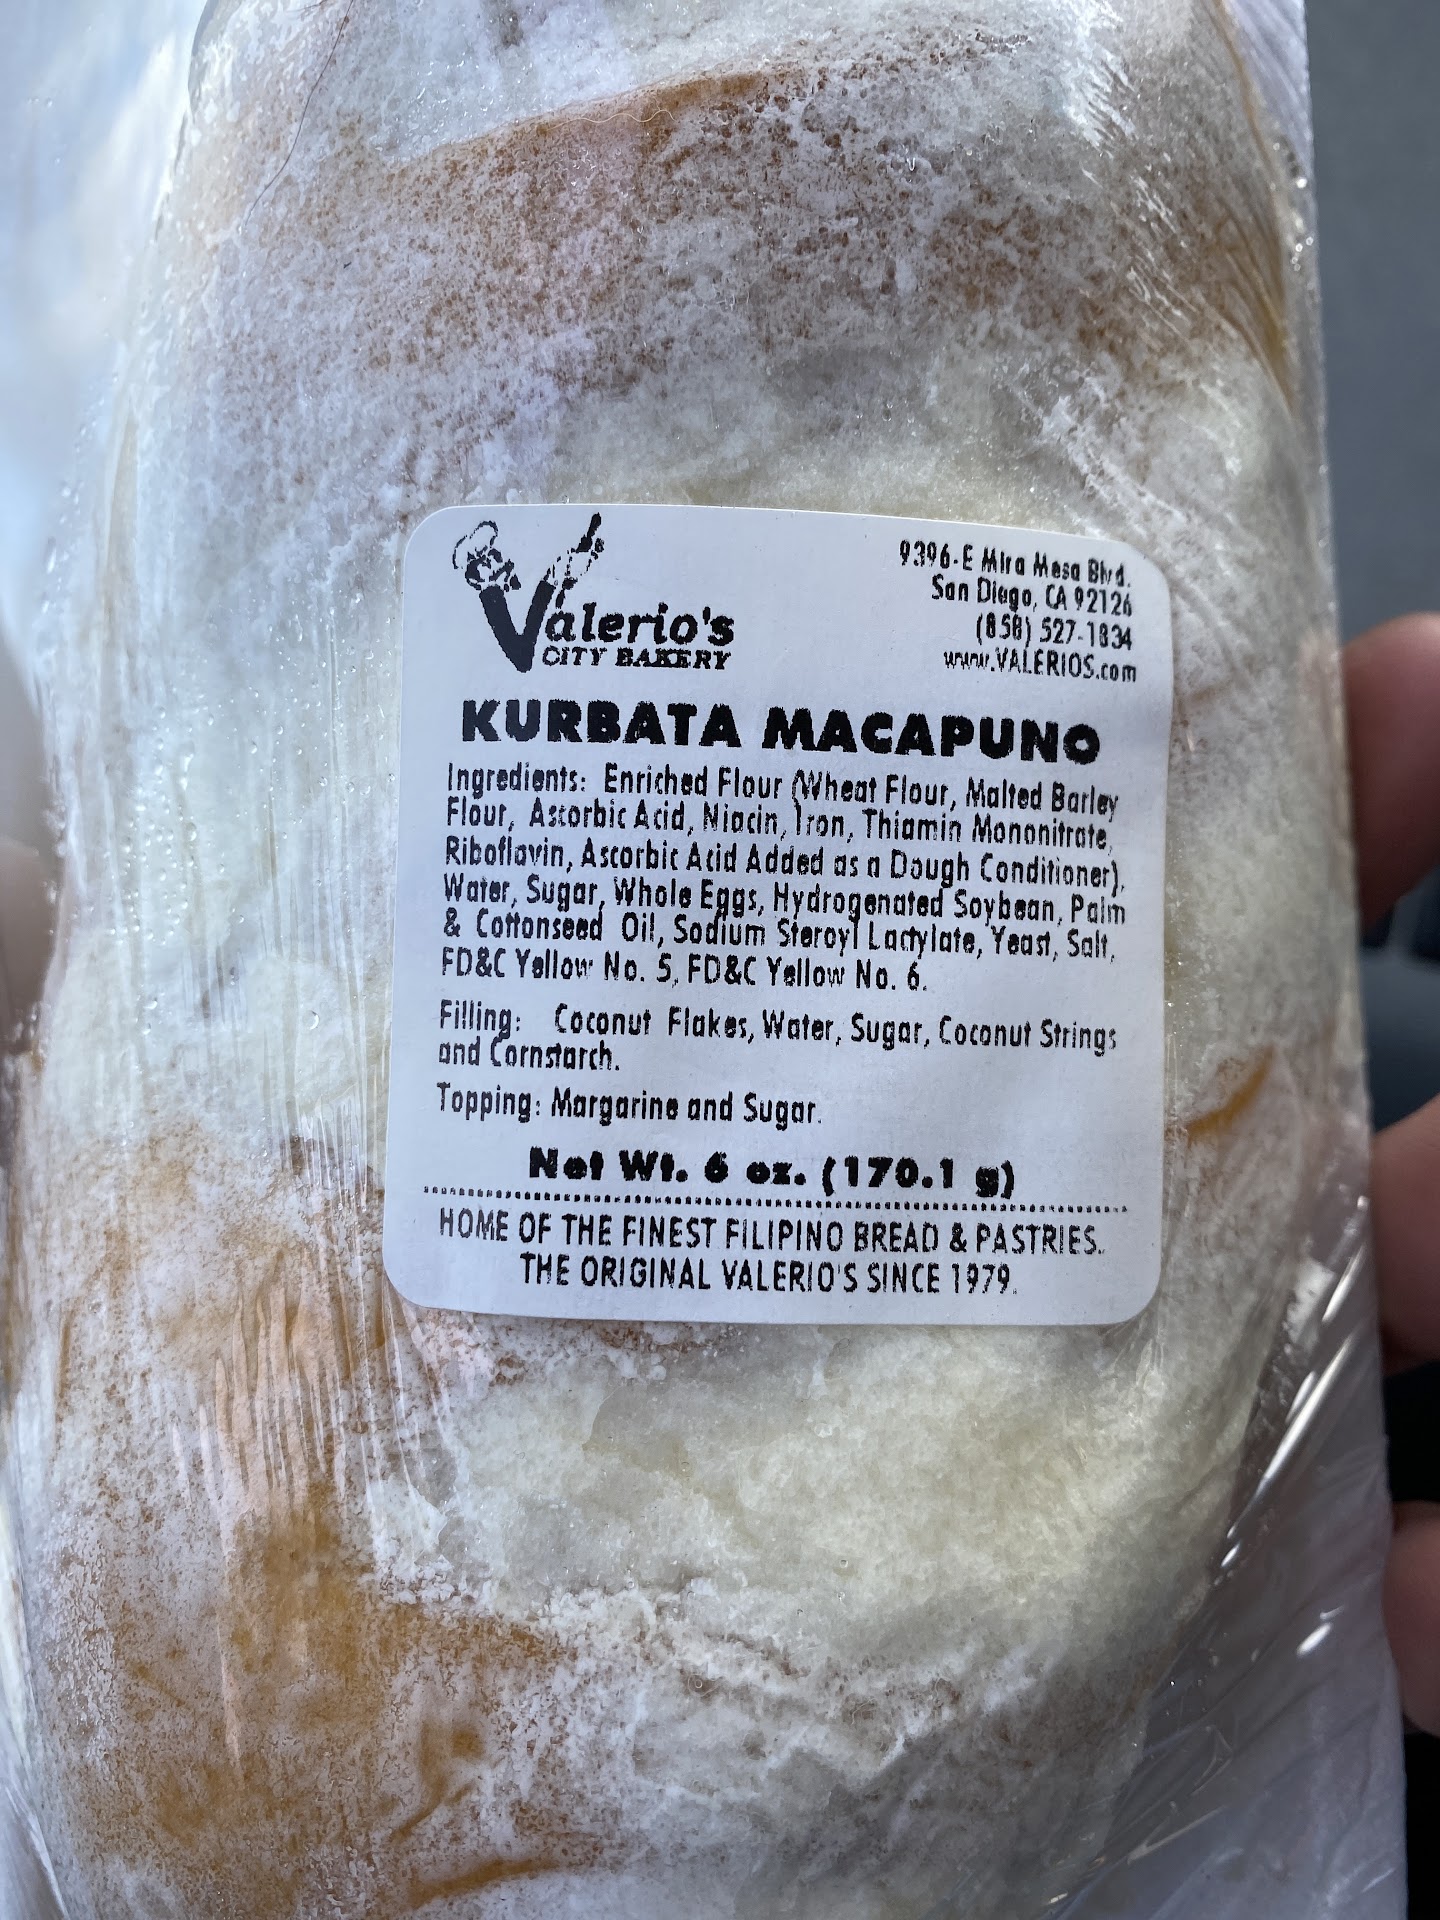 Valerio's
CITY BAKERY
9396-E Mira Mesa Blvd.
San Diego, CA 92126
(858) 527-1834
www.VALERIOS.com
KURBATA MACAPUNO
Ingredients: Enriched Flour (Wheat Flour, Malted Barley
Flour, Ascorbic Acid, Niacin, Iron, Thiamin Mononitrate,
Riboflavin, Ascorbic Acid Added as a Dough Conditioner),
Water, Sugar, Whole Eggs, Hydrogenated Soybean, Palm
& Cottonseed Oil, Sodium Steroyl Lactylate, Yeast, Salt,
FD&C Yellow No. 5, FD&C Yellow No. 6.
Filling: Coconut Flakes, Water, Sugar, Coconut Strings
and Cornstarch.
Topping: Margarine and Sugar.
Net Wt. 6 oz. (170.1 g)
HOME OF THE FINEST FILIPINO BREAD & PASTRIES.
THE ORIGINAL VALERIO'S SINCE 1979.